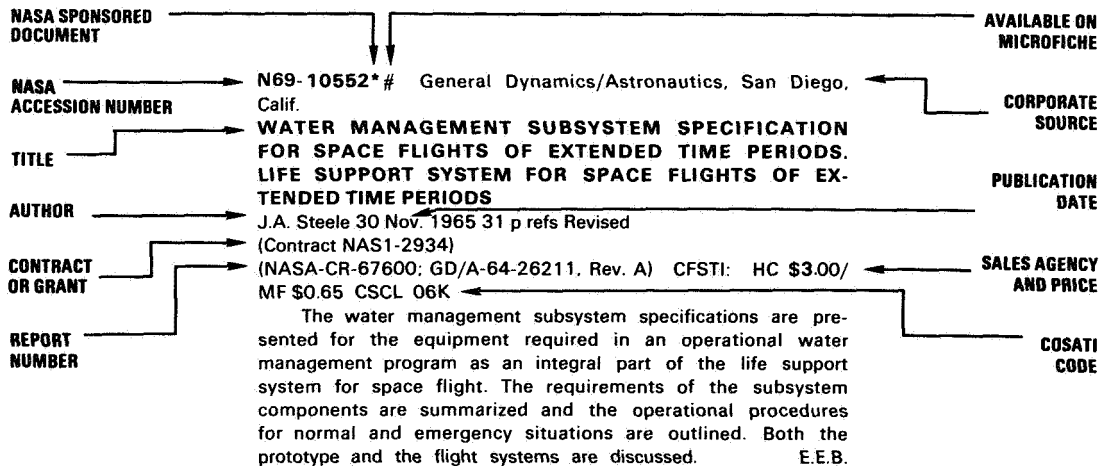 NASA SPONSORED
DOCUMENT
AVAILABLE ON
MICROFICHE
NASA
ACCESSION NUMBER
N69-10552*# General Dynamics/Astronautics, San Diego,
Calif.
CORPORATE
SOURCE
TITLE
WATER MANAGEMENT SUBSYSTEM SPECIFICATION
FOR SPACE FLIGHTS OF EXTENDED TIME PERIODS.
LIFE SUPPORT SYSTEM FOR SPACE FLIGHTS OF EX-
TENDED TIME PERIODS
PUBLICATION
DATE
AUTHOR
J.A. Steele 30 Nov. 1965 31 p refs Revised
CONTRACT
OR GRANT
(Contract NAS1-2934)
REPORT
NUMBER
(NASA-CR-67600; GD/A-64-26211, Rev. A) CFSTI: HC $3.00/
MF $0.65 CSCL 06K
SALES AGENCY
AND PRICE
COSATI
CODE
The water management subsystem specifications are pre-
sented for the equipment required in an operational water
management program as an integral part of the life support
system for space flight. The requirements of the subsystem
components are summarized and the operational procedures
for normal and emergency situations are outlined. Both the
prototype and the flight systems are discussed. E.E.B.